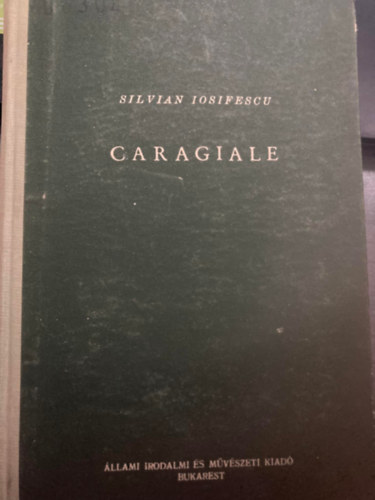 SILVIAN IOSIFESCU
CARAGIALE
ÁLLAMI IRODALMI ÉS MŰVÉSZETI KIADÓ
BUKAREST